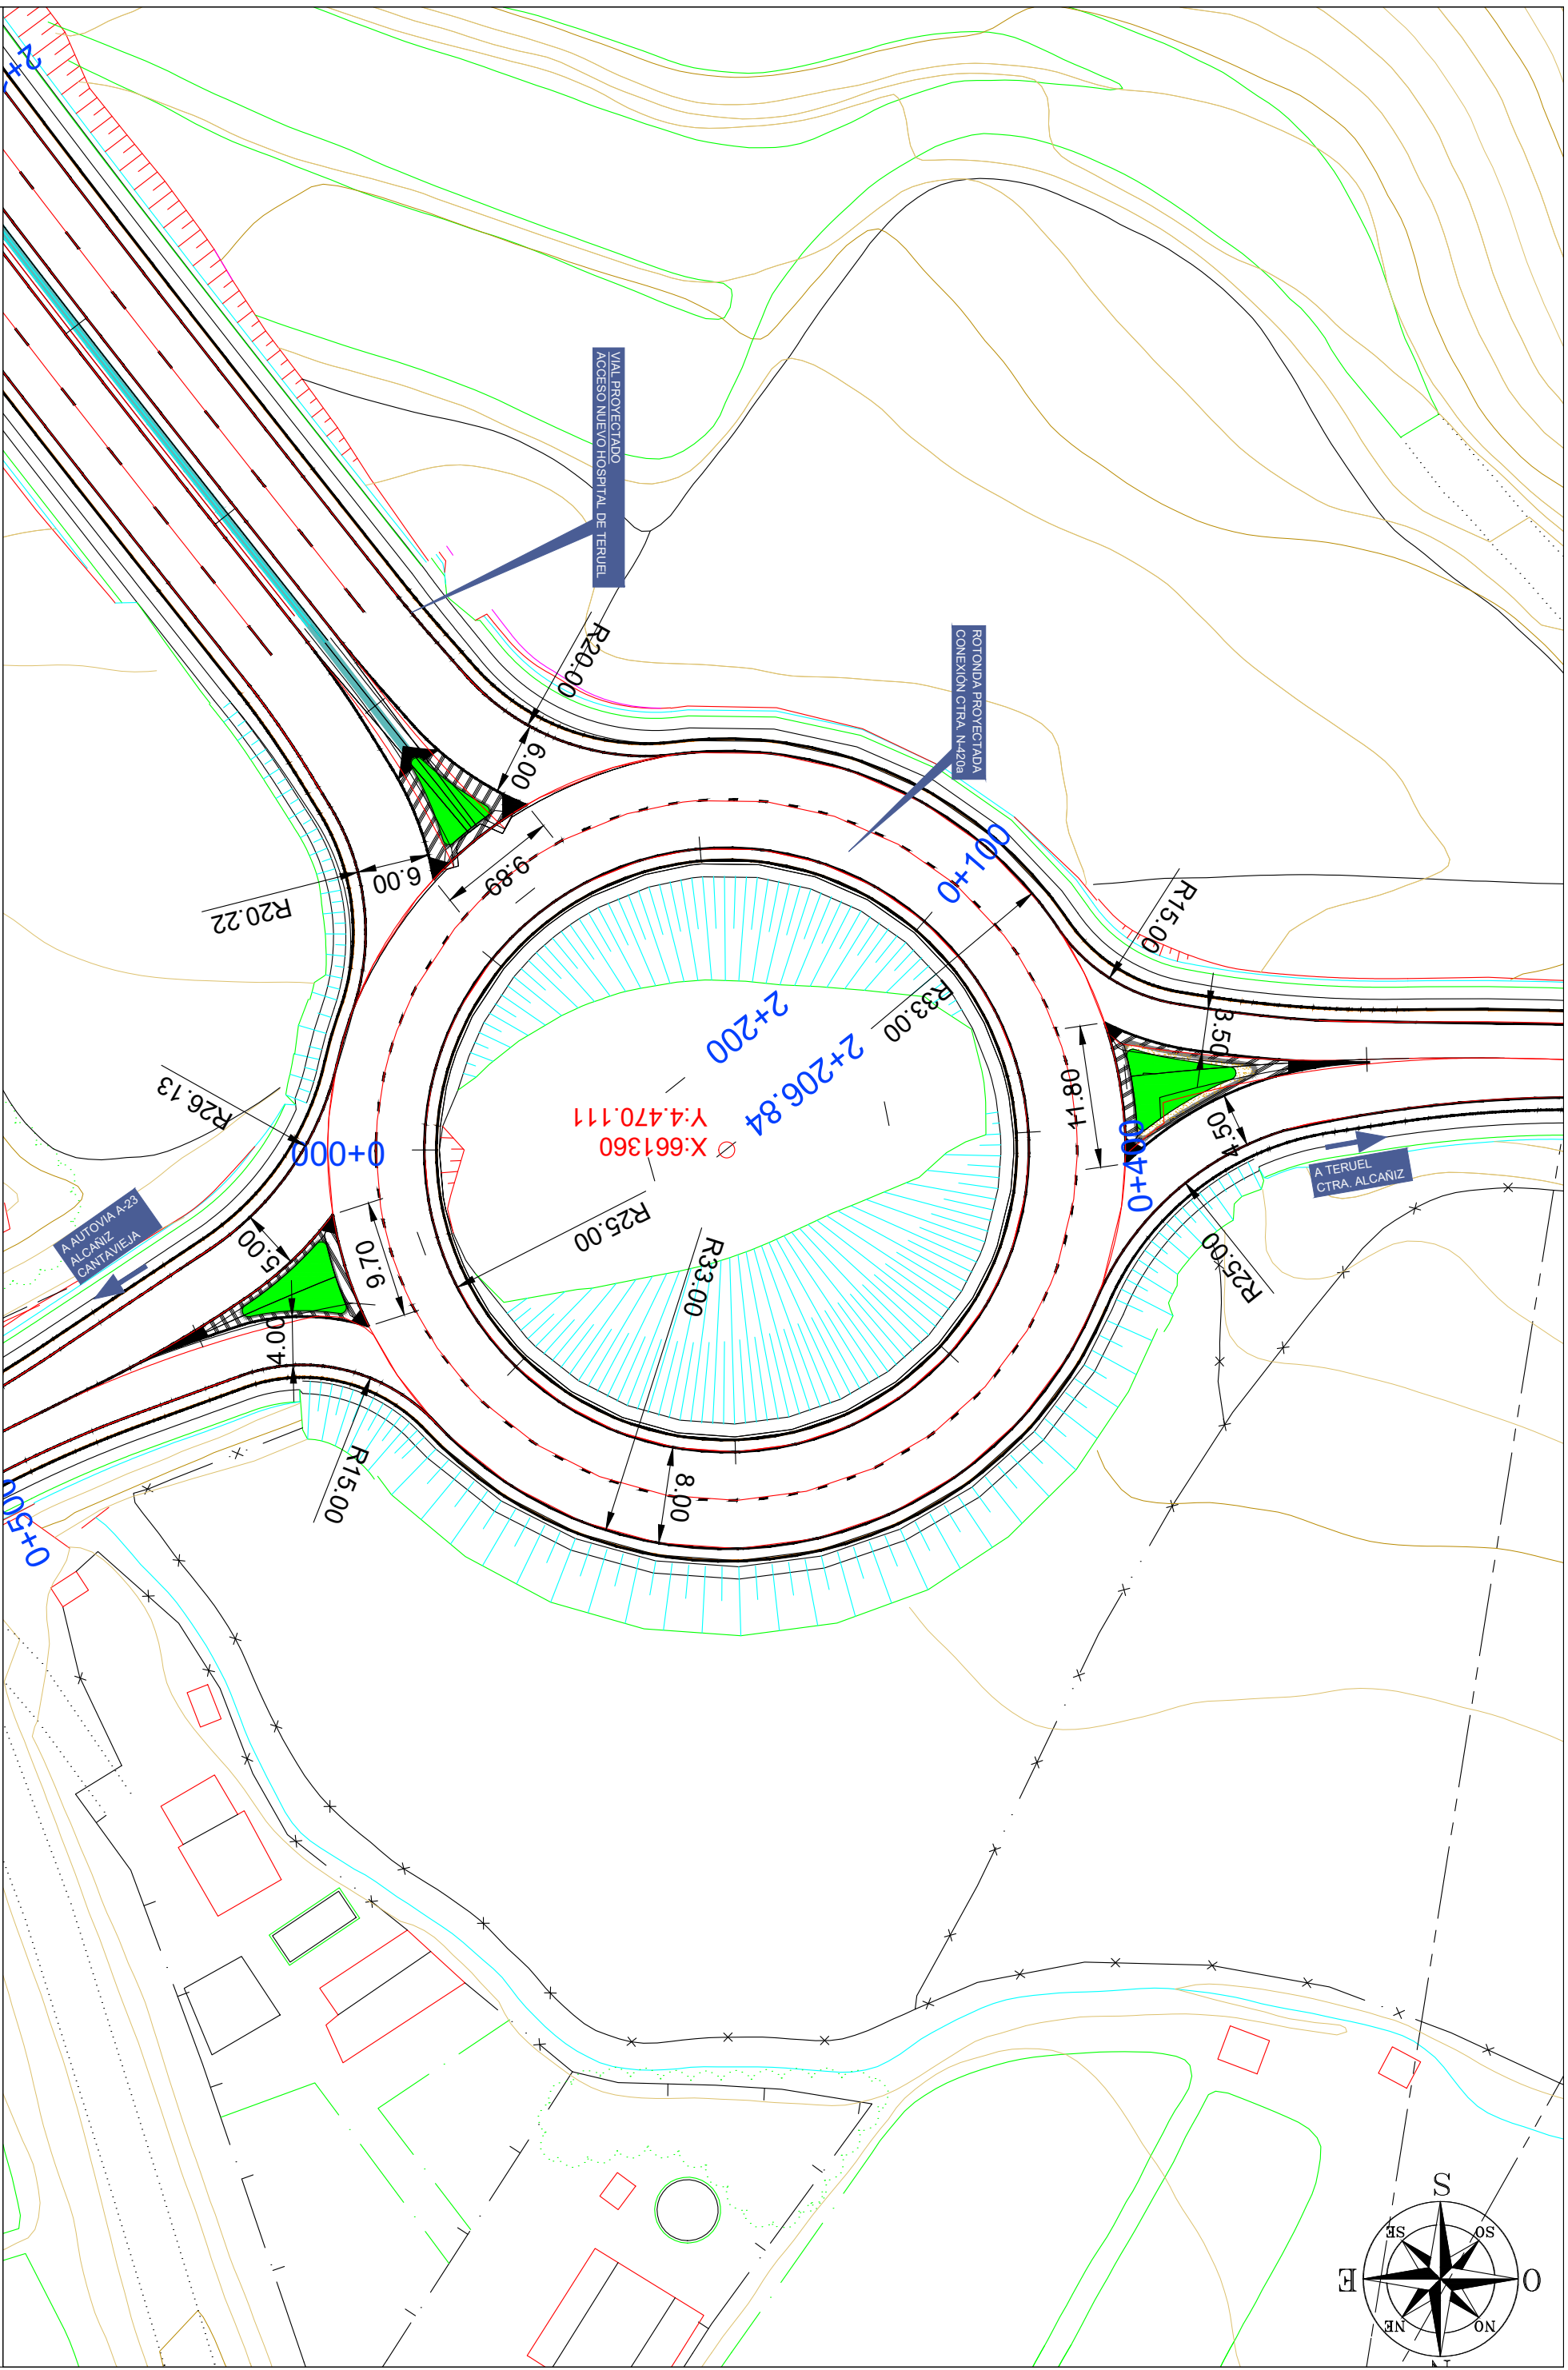 2+
VIAL PROYECTADO
ACCESO NUEVO HOSPITAL DE TERUEL
ROTONDA PROYECTADA
CONEXIÓN CTRA. N-420a
R20.00
6.00
9.89
6.00
R20.22
0+100
R15.00
R33.00
3.50
11.80
4.50
0+400
2+200
2+206.84
X:661360
Y:4.470.111
R26.13
0+000
A TERUEL
CTRA. ALCAÑIZ
A AUTOVIA A-23
ALCAÑIZ
CANTAVIEJA
5.00
9.70
R25.00
R33.00
R25.00
4.00
R15.00
8.00
0+500
S
SE
SO
E
O
NE
NO
N